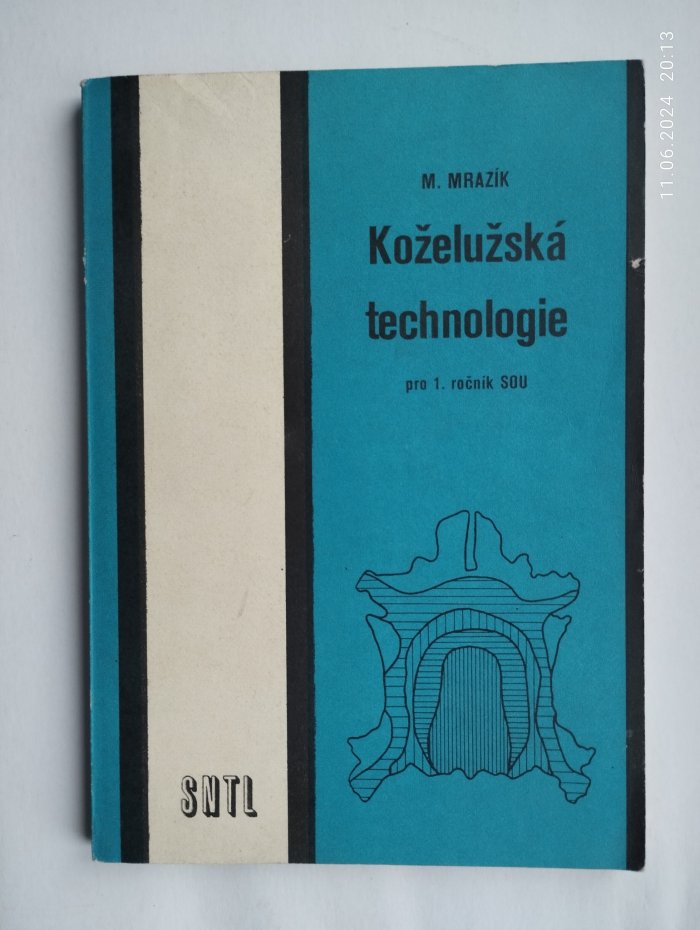 M. MRAZÍK
Koželužská
technologie
pro 1. ročník SOU
SNTL
11.06.2024 20:13